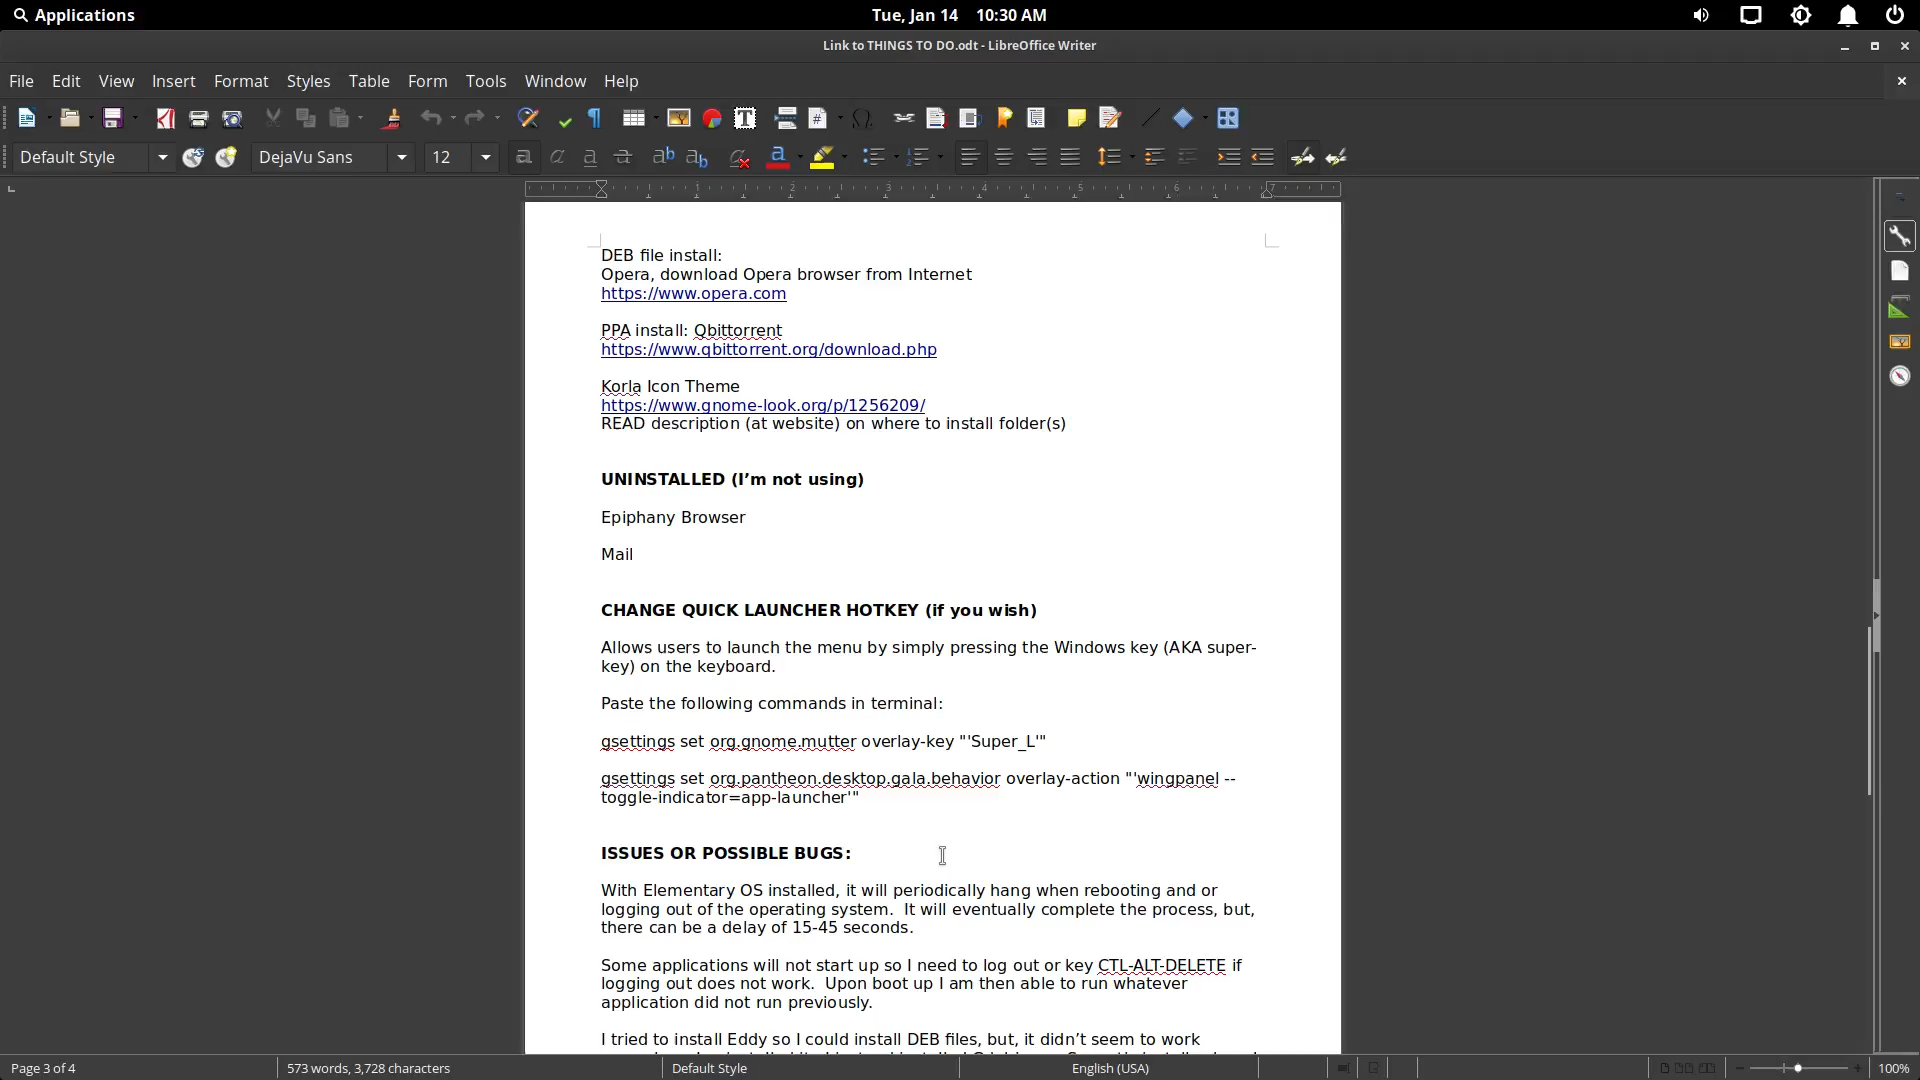 Applications
Tue, Jan 14 10:30 AM
Link to THINGS TO DO.odt - LibreOffice Writer
File Edit View Insert Format Styles Table Form Tools Window Help
Default Style DejaVu Sans 12
1 2 3 4 5 6 7
DEB file install:
Opera, download Opera browser from Internet
https://www.opera.com
PPA install: Qbittorrent
https://www.qbittorrent.org/download.php
Korla Icon Theme
https://www.gnome-look.org/p/1256209/
READ description (at website) on where to install folder(s)
UNINSTALLED (I’m not using)
Epiphany Browser
Mail
CHANGE QUICK LAUNCHER HOTKEY (if you wish)
Allows users to launch the menu by simply pressing the Windows key (AKA super-
key) on the keyboard.
Paste the following commands in terminal:
gsettings set org.gnome.mutter overlay-key "'Super_L'"
gsettings set org.pantheon.desktop.gala.behavior overlay-action "'wingpanel --
toggle-indicator=app-launcher'"
ISSUES OR POSSIBLE BUGS:
With Elementary OS installed, it will periodically hang when rebooting and or
logging out of the operating system.  It will eventually complete the process, but,
there can be a delay of 15-45 seconds.
Some applications will not start up so I need to log out or key CTL-ALT-DELETE if
logging out does not work.  Upon boot up I am then able to run whatever
application did not run previously.
I tried to install Eddy so I could install DEB files, but, it didn’t seem to work
Page 3 of 4 573 words, 3,728 characters Default Style English (USA) 100%